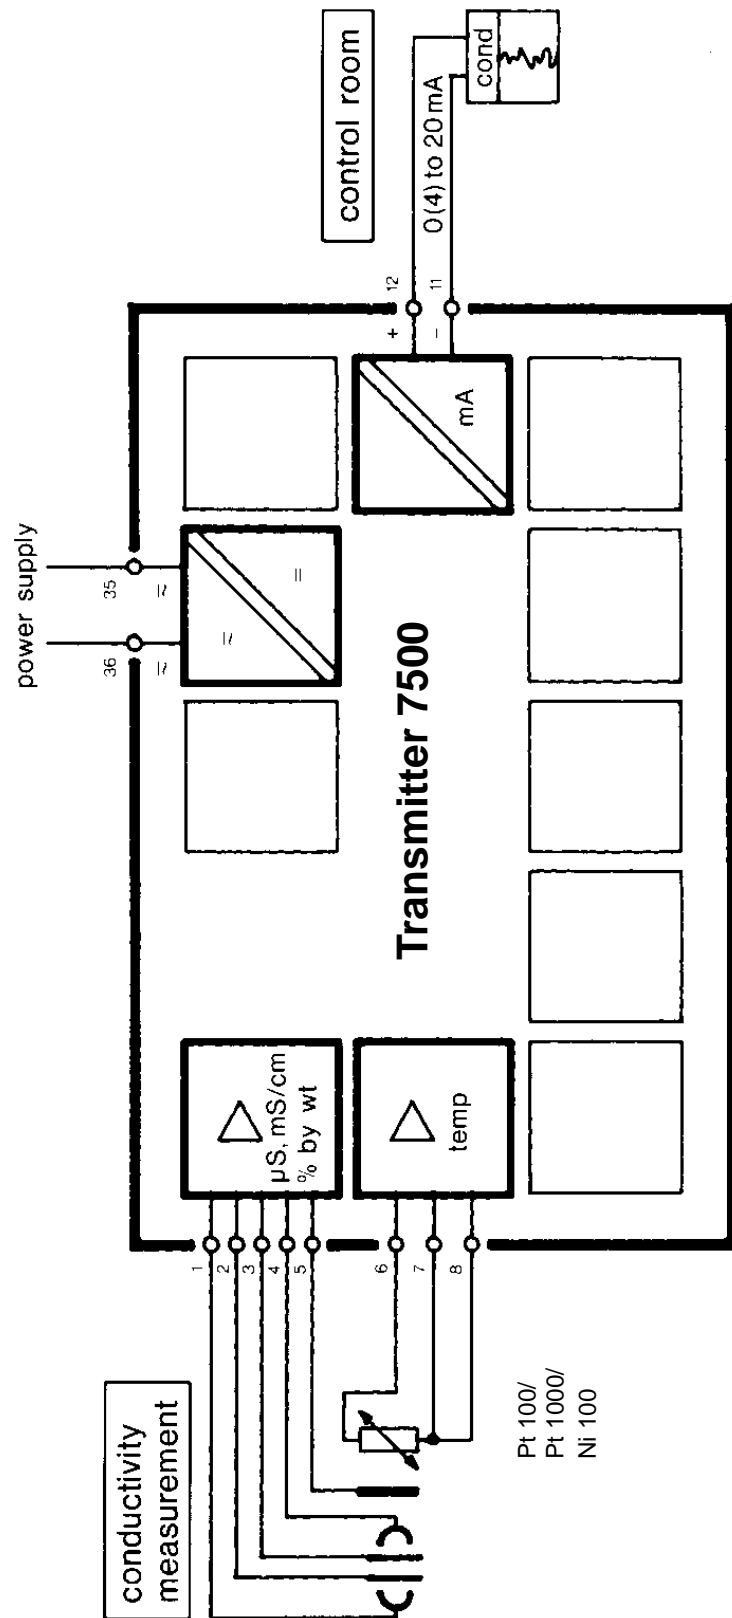 conductivity
measurement
control room
power supply
36
35
≂
≂
≂
=
12
11
+
−
0(4) to 20 mA
cond
mA
Transmitter 7500
µS, mS/cm
% by wt
temp
1
2
3
4
5
6
7
8
Pt 100/
Pt 1000/
Ni 100